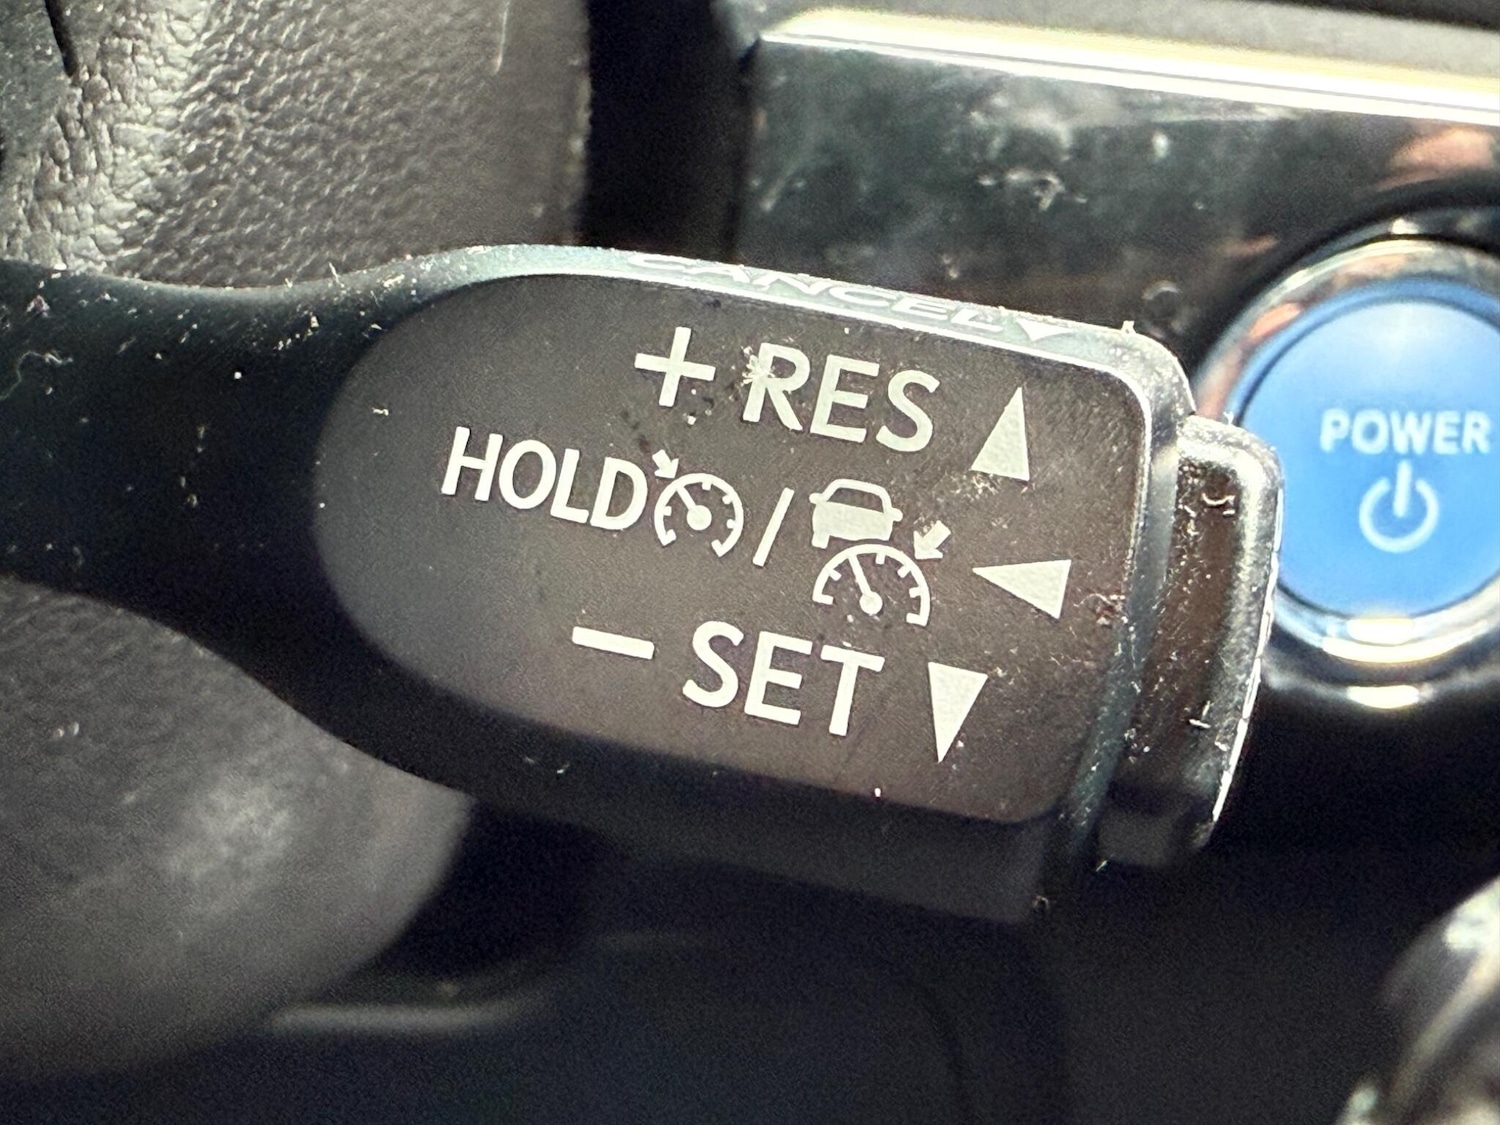 CANCEL
+ RES
HOLD /
− SET
POWER